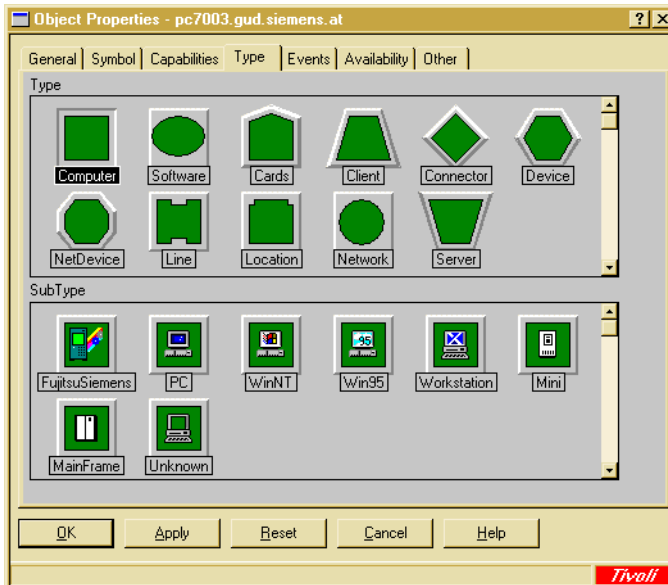 Object Properties - pc7003.gud.siemens.at
General Symbol Capabilities Type Events Availability Other
Type
Computer Software Cards Client Connector Device
NetDevice Line Location Network Server
SubType
95
FujitsuSiemens PC WinNT Win95 Workstation Mini
MainFrame Unknown
OK Apply Reset Cancel Help
Tivoli